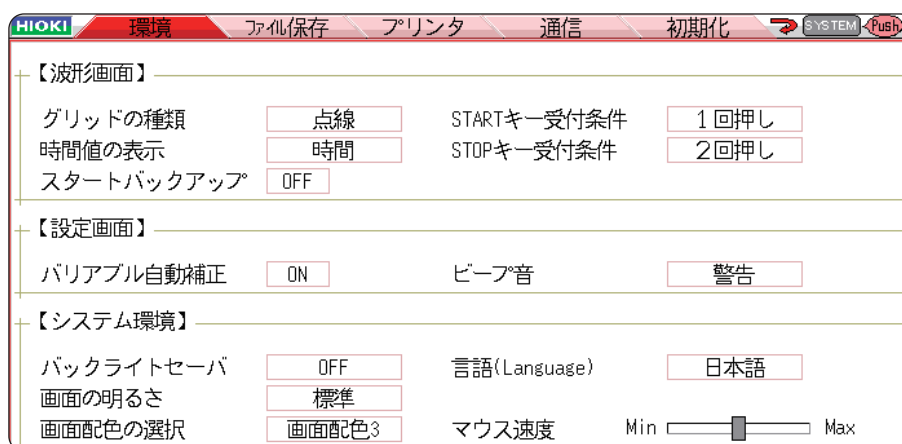 HIOKI 環境 ファイル保存 プリンタ 通信 初期化 SYSTEM Push
【波形画面】
グリッドの種類 点線 STARTキー受付条件 1回押し
時間値の表示 時間 STOPキー受付条件 2回押し
スタートバックアップ OFF
【設定画面】
バリアブル自動補正 ON ビープ音 警告
【システム環境】
バックライトセーバ OFF 言語(Language) 日本語
画面の明るさ 標準
画面配色の選択 画面配色3 マウス速度 Min Max